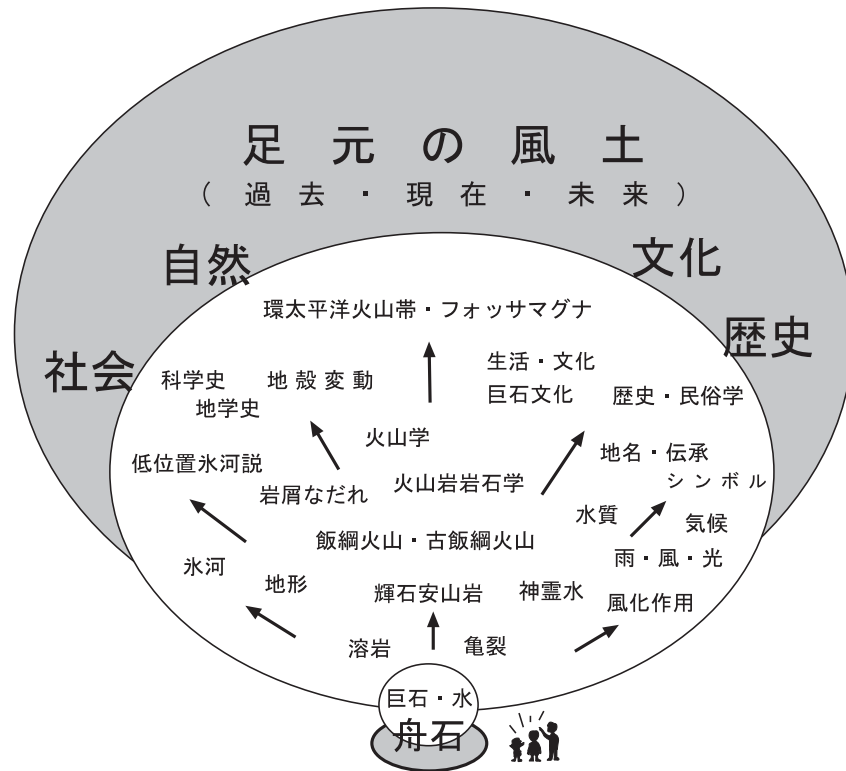 足元の風土
(過去・現在・未来)
自然
文化
環太平洋火山帯・フォッサマグナ
歴史
社会
科学史
地学史
地殻変動
生活・文化
巨石文化
歴史・民俗学
火山学
地名・伝承
シンボル
低位置氷河説
岩屑なだれ
火山岩岩石学
水質
気候
飯綱火山・古飯綱火山
雨・風・光
氷河
地形
輝石安山岩
神霊水
風化作用
溶岩
亀裂
巨石・水
舟石